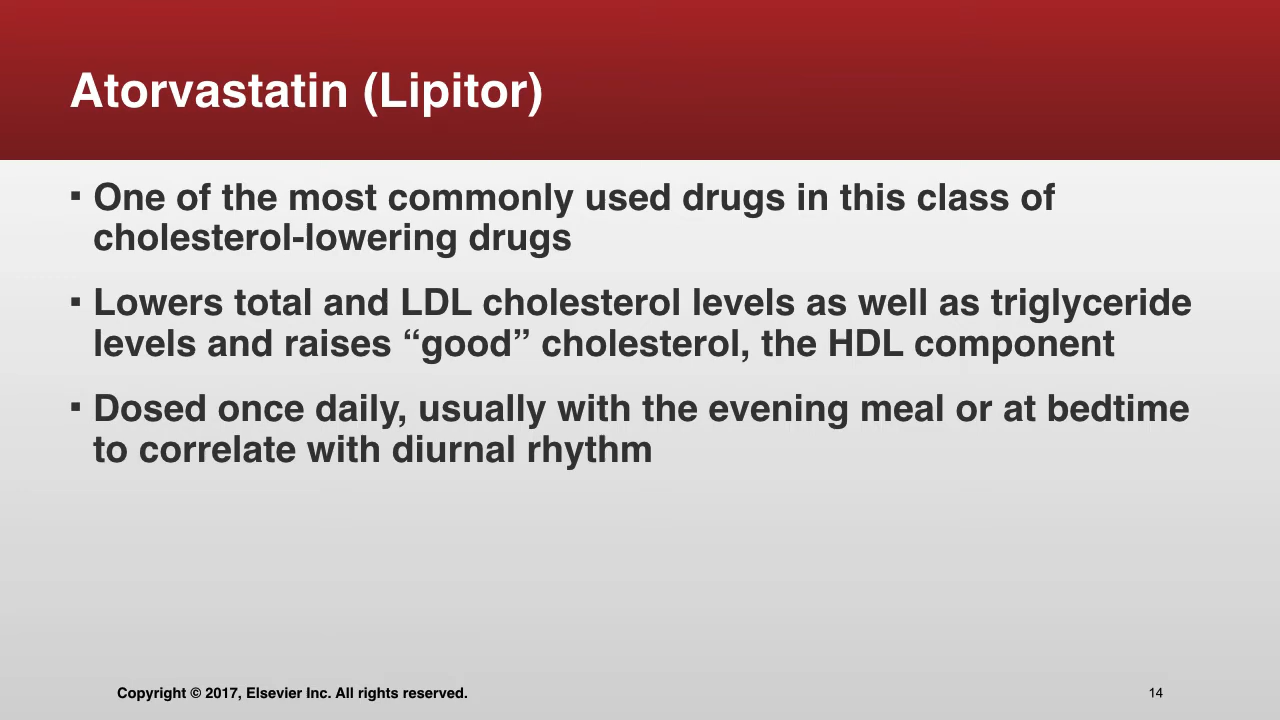 Atorvastatin (Lipitor)
▪ One of the most commonly used drugs in this class of
cholesterol-lowering drugs
▪ Lowers total and LDL cholesterol levels as well as triglyceride
levels and raises “good” cholesterol, the HDL component
▪ Dosed once daily, usually with the evening meal or at bedtime
to correlate with diurnal rhythm
Copyright © 2017, Elsevier Inc. All rights reserved.
14